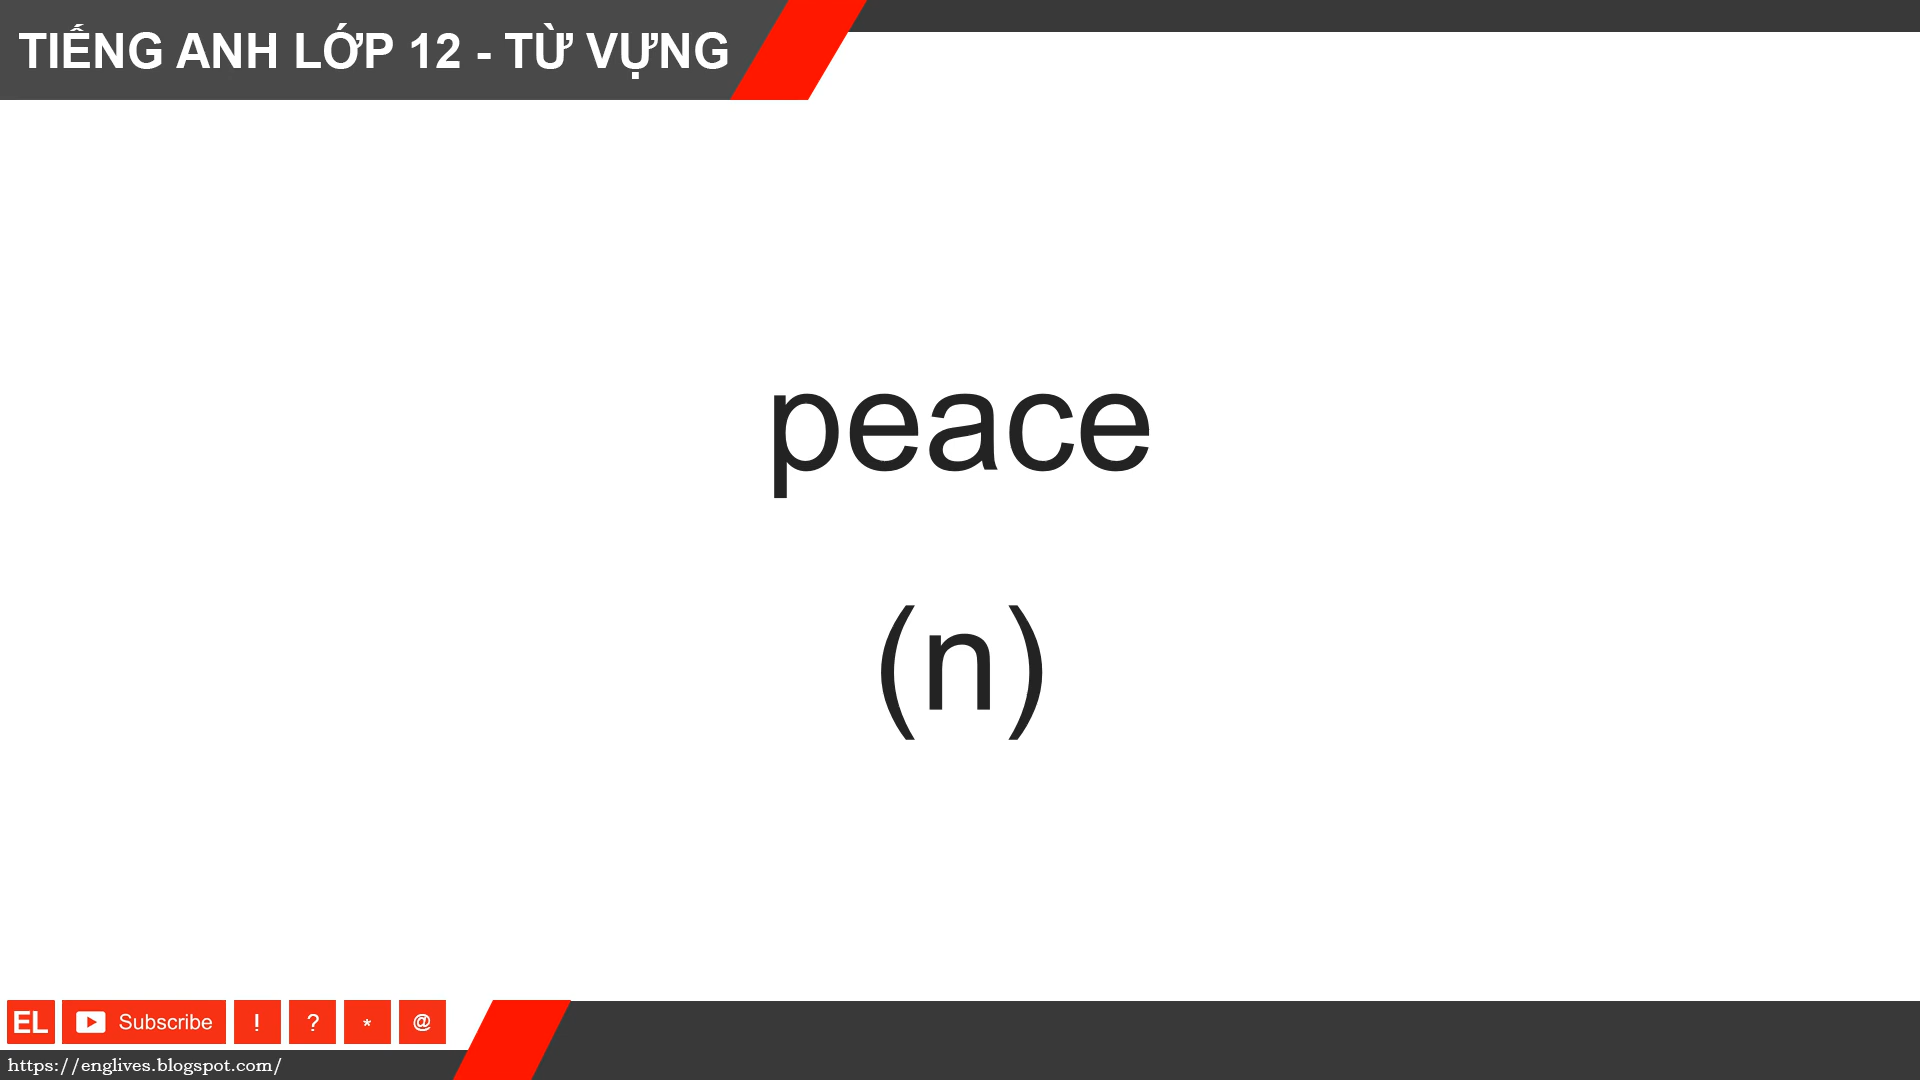 TIẾNG ANH LỚP 12 - TỪ VỰNG
peace
(n)
EL Subscribe ! ? * @
https://englives.blogspot.com/